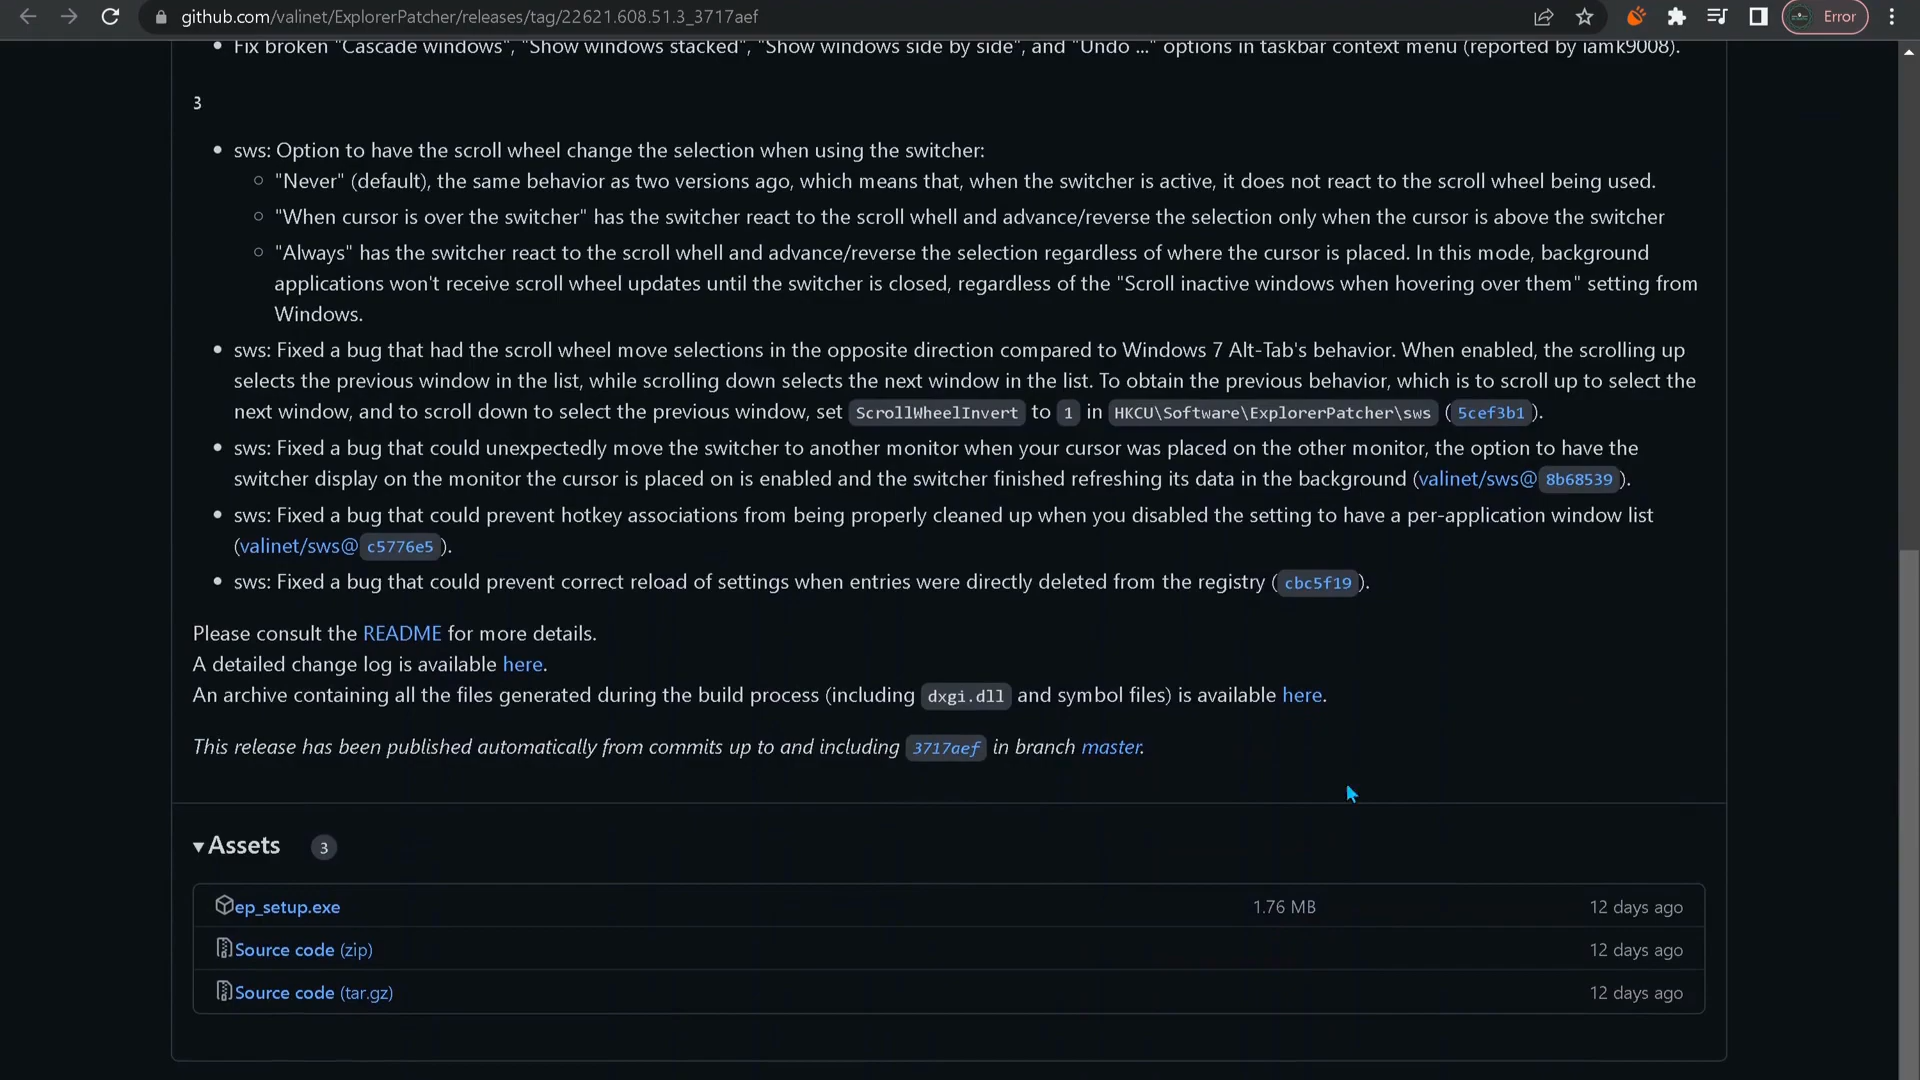 github.com/valinet/ExplorerPatcher/releases/tag/22621.608.51.3_3717aef
Error
Fix broken "Cascade windows", "Show windows stacked", "Show windows side by side", and "Undo ..." options in taskbar context menu (reported by iamk9008).
3
sws: Option to have the scroll wheel change the selection when using the switcher:
"Never" (default), the same behavior as two versions ago, which means that, when the switcher is active, it does not react to the scroll wheel being used.
"When cursor is over the switcher" has the switcher react to the scroll whell and advance/reverse the selection only when the cursor is above the switcher
"Always" has the switcher react to the scroll whell and advance/reverse the selection regardless of where the cursor is placed. In this mode, background
applications won't receive scroll wheel updates until the switcher is closed, regardless of the "Scroll inactive windows when hovering over them" setting from
Windows.
sws: Fixed a bug that had the scroll wheel move selections in the opposite direction compared to Windows 7 Alt-Tab's behavior. When enabled, the scrolling up
selects the previous window in the list, while scrolling down selects the next window in the list. To obtain the previous behavior, which is to scroll up to select the
next window, and to scroll down to select the previous window, set ScrollWheelInvert to 1 in HKCU\Software\ExplorerPatcher\sws (5cef3b1).
sws: Fixed a bug that could unexpectedly move the switcher to another monitor when your cursor was placed on the other monitor, the option to have the
switcher display on the monitor the cursor is placed on is enabled and the switcher finished refreshing its data in the background (valinet/sws@8b68539).
sws: Fixed a bug that could prevent hotkey associations from being properly cleaned up when you disabled the setting to have a per-application window list
(valinet/sws@c5776e5).
sws: Fixed a bug that could prevent correct reload of settings when entries were directly deleted from the registry (cbc5f19).
Please consult the README for more details.
A detailed change log is available here.
An archive containing all the files generated during the build process (including dxgi.dll and symbol files) is available here.
This release has been published automatically from commits up to and including 3717aef in branch master.
Assets 3
ep_setup.exe 1.76 MB 12 days ago
Source code (zip) 12 days ago
Source code (tar.gz) 12 days ago